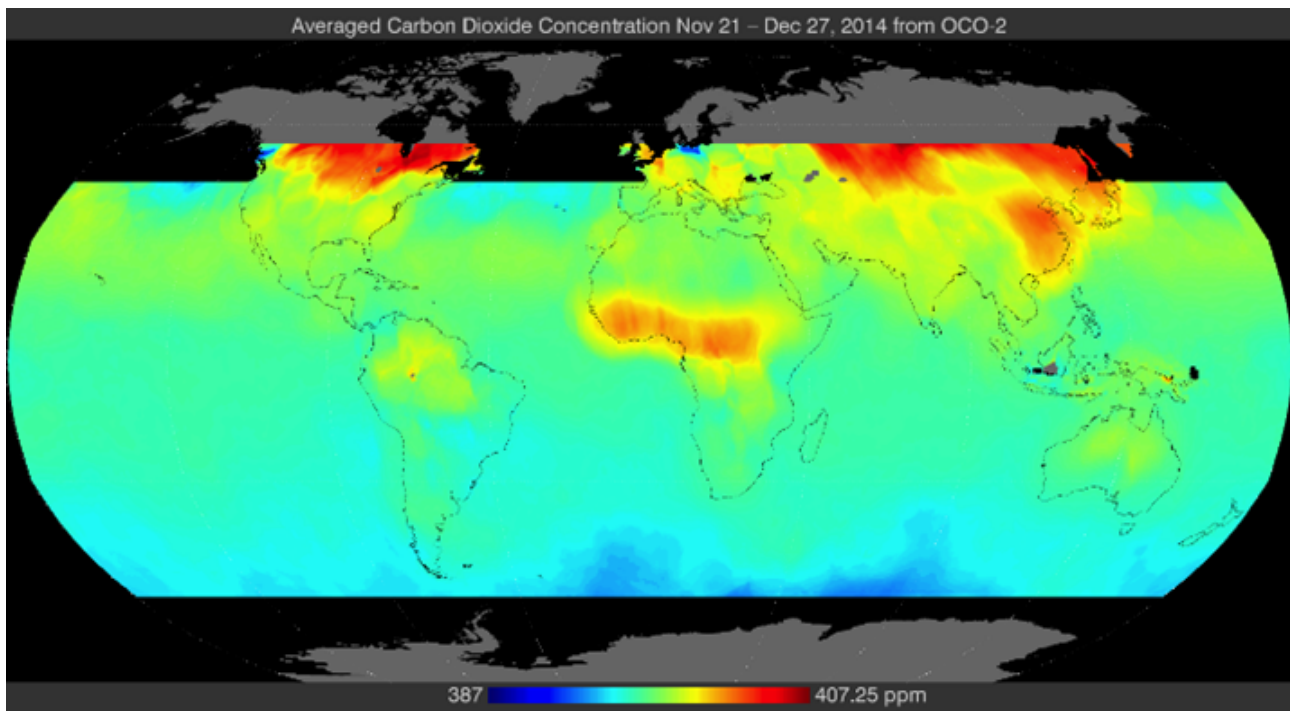 Averaged Carbon Dioxide Concentration Nov 21 – Dec 27, 2014 from OCO-2
387 407.25 ppm